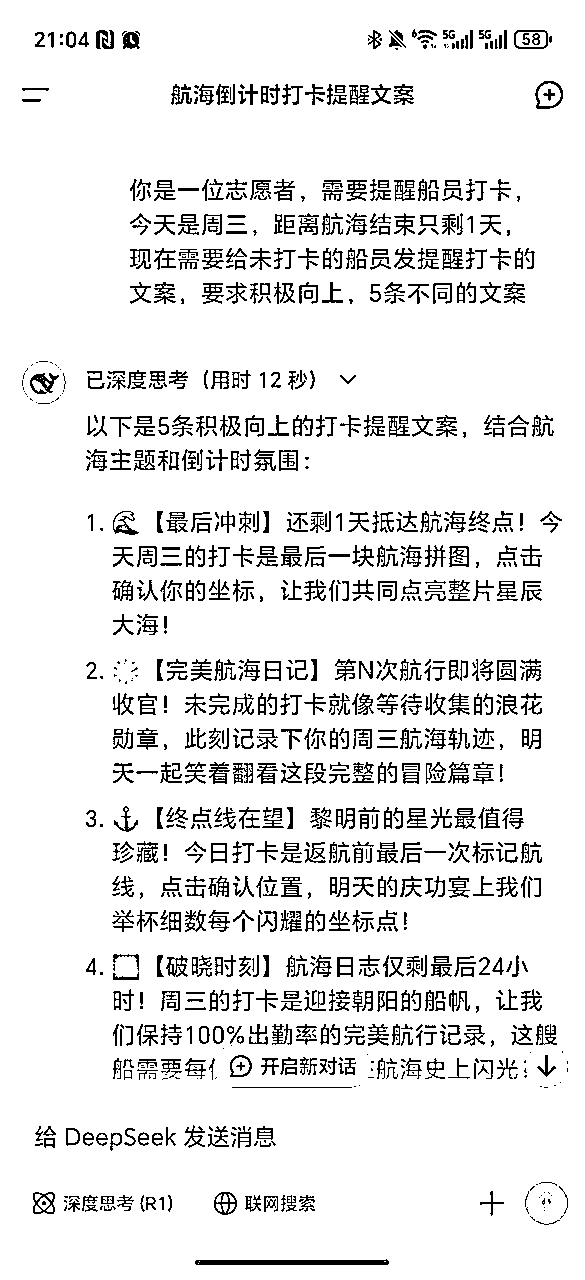 21:04 5G 5G 58
航海倒计时打卡提醒文案
你是一位志愿者，需要提醒船员打卡，
今天是周三，距离航海结束只剩1天，
现在需要给未打卡的船员发提醒打卡的
文案，要求积极向上，5条不同的文案
已深度思考（用时 12 秒）
以下是5条积极向上的打卡提醒文案，结合航
海主题和倒计时氛围：
1. 🌊【最后冲刺】还剩1天抵达航海终点！今
天周三的打卡是最后一块航海拼图，点击
确认你的坐标，让我们共同点亮整片星辰
大海！
2. 【完美航海日记】第N次航行即将圆满
收官！未完成的打卡就像等待收集的浪花
勋章，此刻记录下你的周三航海轨迹，明
天一起笑着翻看这段完整的冒险篇章！
3. ⚓【终点线在望】黎明前的星光最值得
珍藏！今日打卡是返航前最后一次标记航
线，点击确认位置，明天的庆功宴上我们
举杯细数每个闪耀的坐标点！
4. 【破晓时刻】航海日志仅剩最后24小
时！周三的打卡是迎接朝阳的船帆，让我
们保持100%出勤率的完美航行记录，这艘
船需要每 开启新对话 航海史上闪光
给 DeepSeek 发送消息
深度思考 (R1) 联网搜索